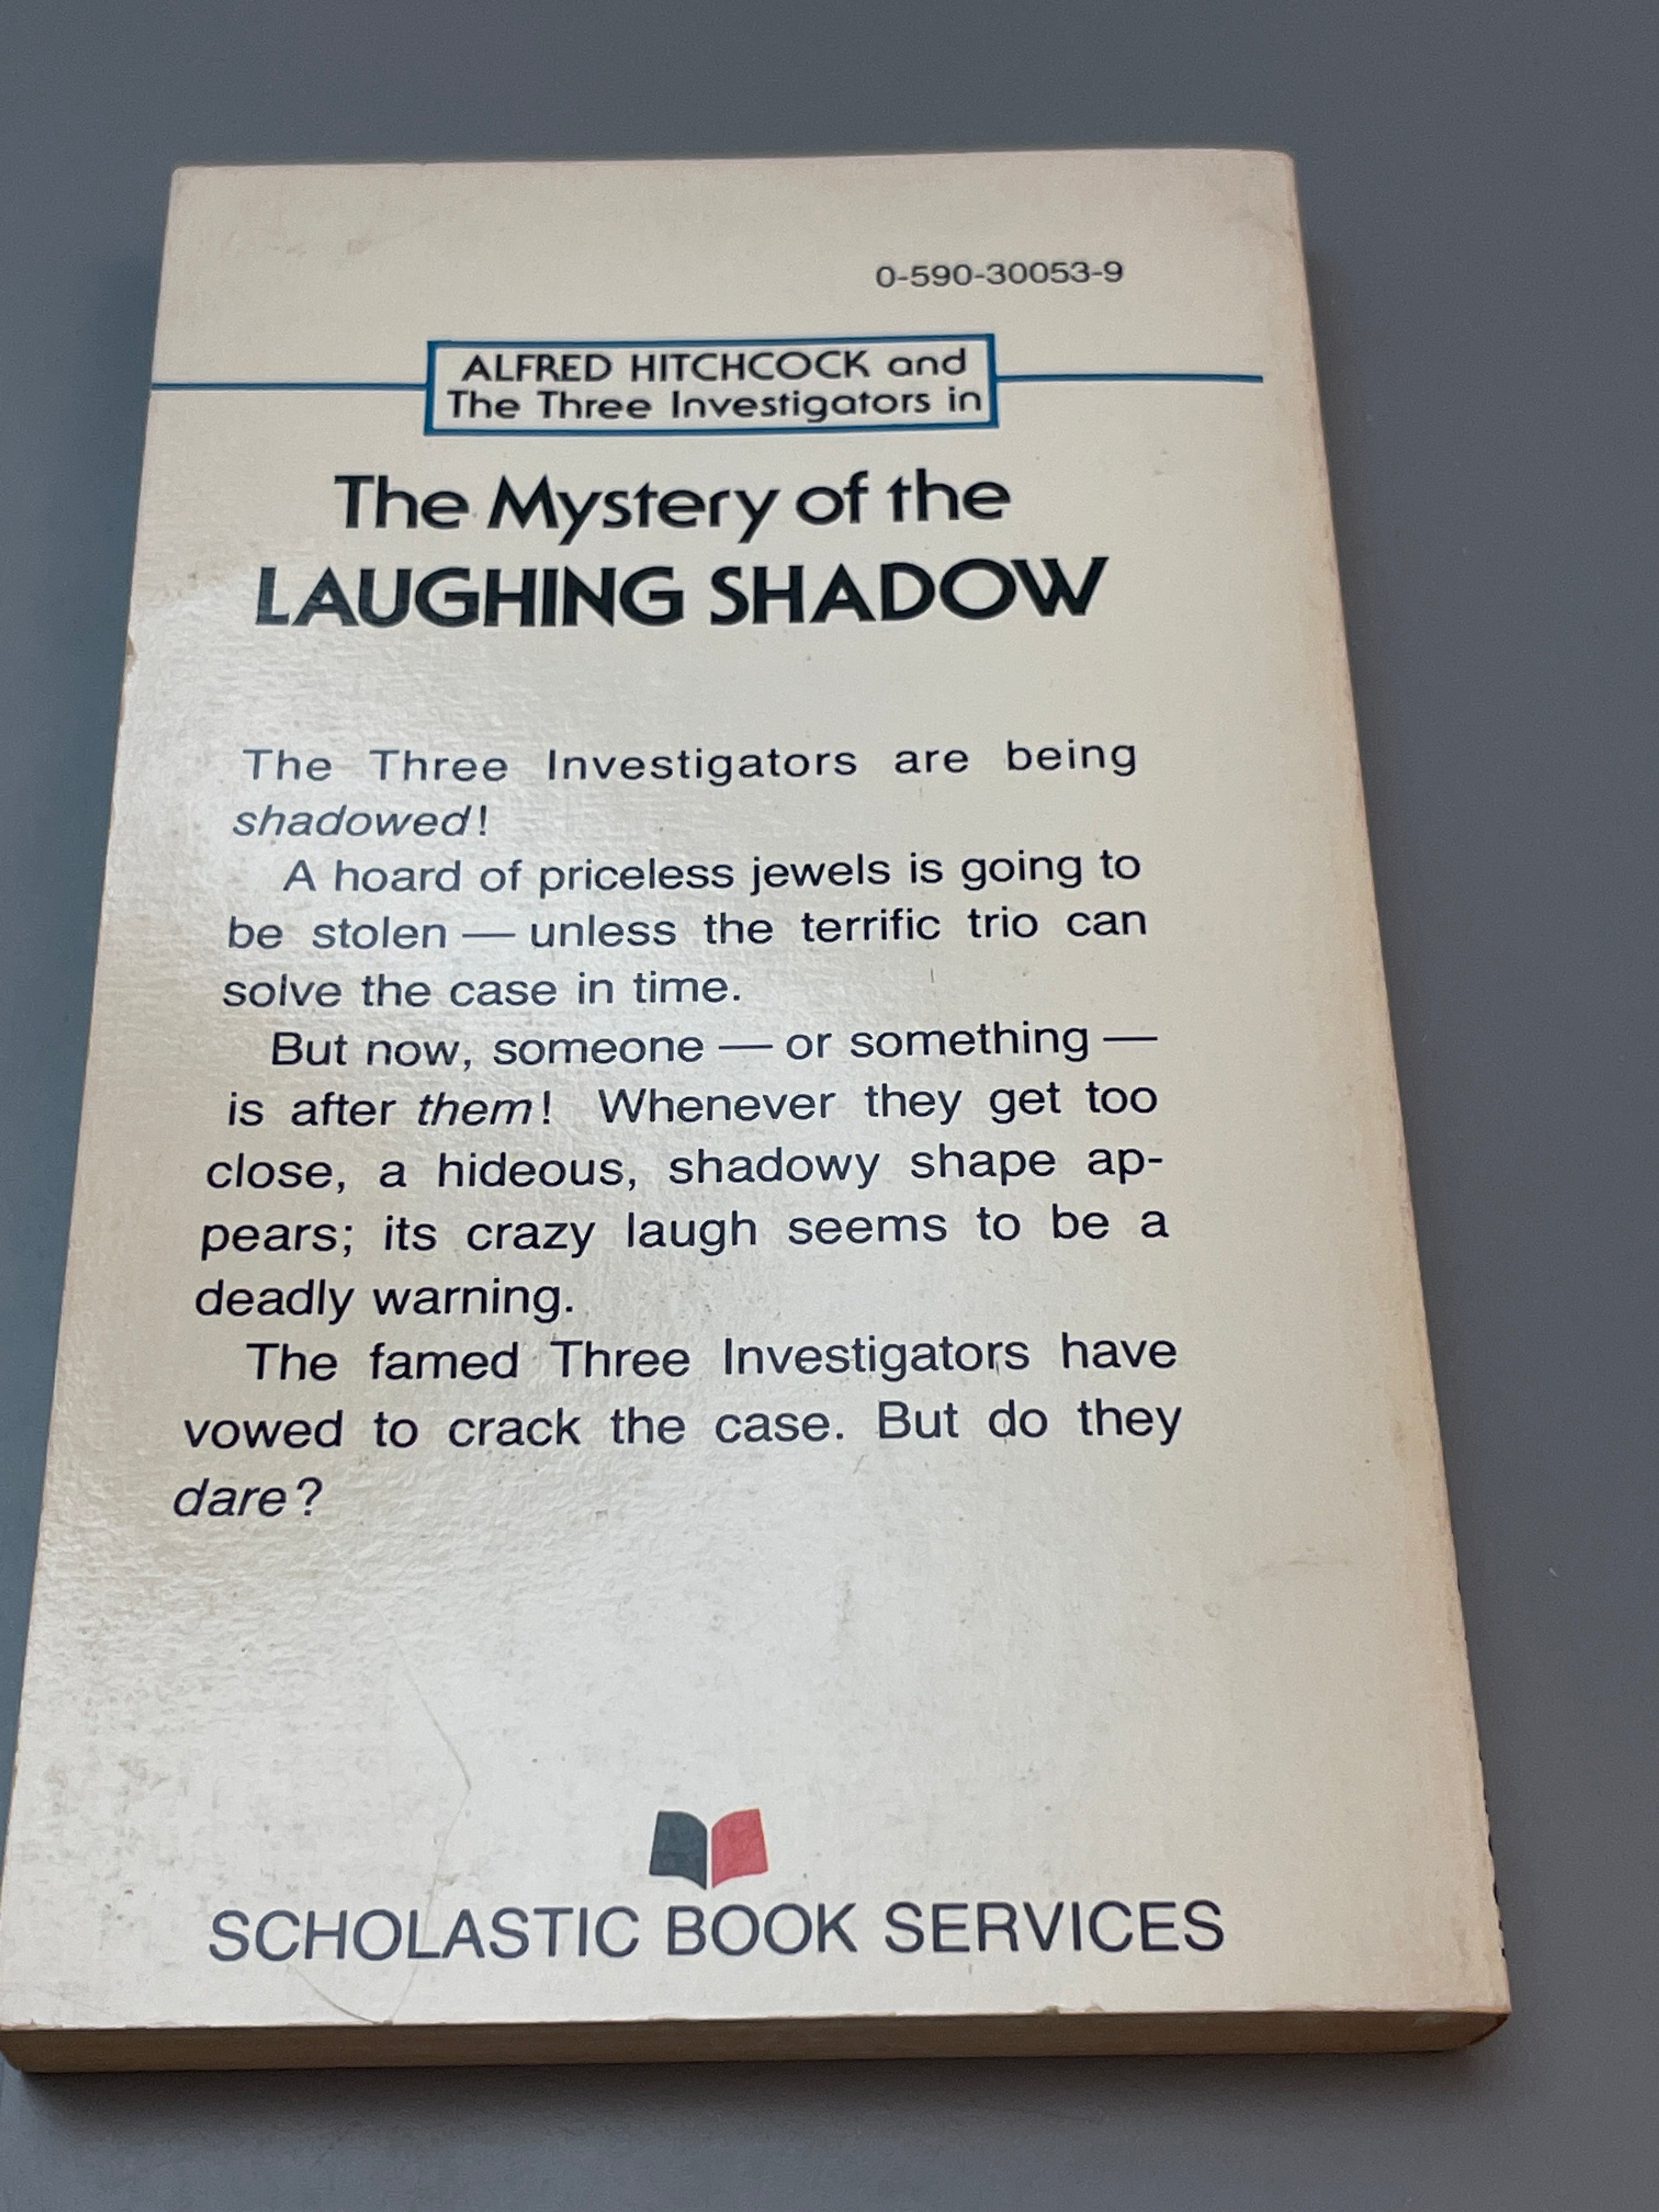 0-590-30053-9
ALFRED HITCHCOCK and
The Three Investigators in
The Mystery of the
LAUGHING SHADOW
The Three Investigators are being
shadowed!
A hoard of priceless jewels is going to
be stolen — unless the terrific trio can
solve the case in time.
But now, someone — or something —
is after them! Whenever they get too
close, a hideous, shadowy shape ap-
pears; its crazy laugh seems to be a
deadly warning.
The famed Three Investigators have
vowed to crack the case. But do they
dare?
SCHOLASTIC BOOK SERVICES